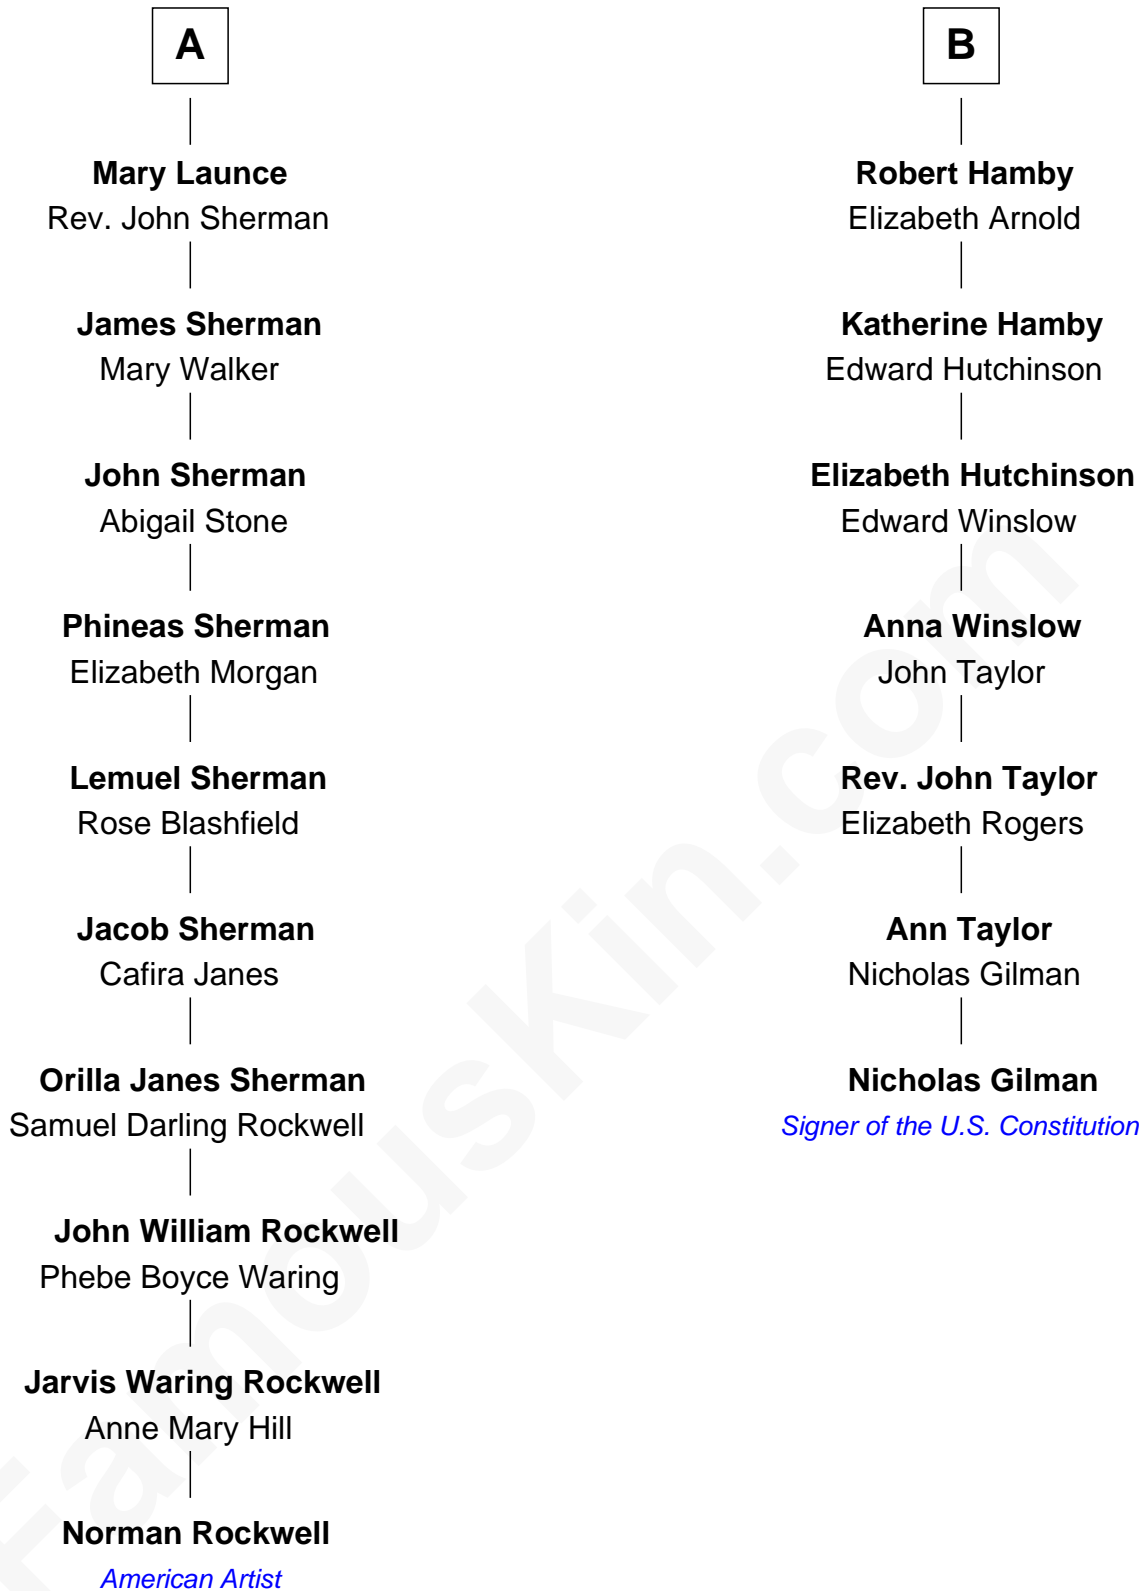 A
Mary Launce
Rev. John Sherman
James Sherman
Mary Walker
John Sherman
Abigail Stone
Phineas Sherman
Elizabeth Morgan
Lemuel Sherman
Rose Blashfield
Jacob Sherman
Cafira Janes
Orilla Janes Sherman
Samuel Darling Rockwell
John William Rockwell
Phebe Boyce Waring
Jarvis Waring Rockwell
Anne Mary Hill
Norman Rockwell
American Artist
B
Robert Hamby
Elizabeth Arnold
Katherine Hamby
Edward Hutchinson
Elizabeth Hutchinson
Edward Winslow
Anna Winslow
John Taylor
Rev. John Taylor
Elizabeth Rogers
Ann Taylor
Nicholas Gilman
Nicholas Gilman
Signer of the U.S. Constitution
FamousKin.com